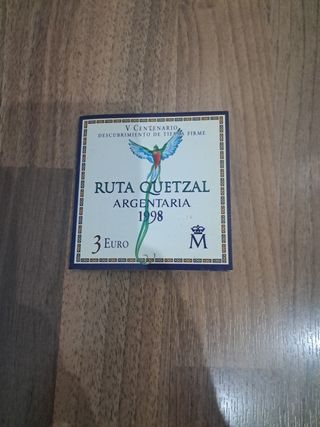 V CENTENARIO
DESCUBRIMIENTO DE TIERRA FIRME
RUTA QUETZAL
ARGENTARIA
1998
3 EURO
M